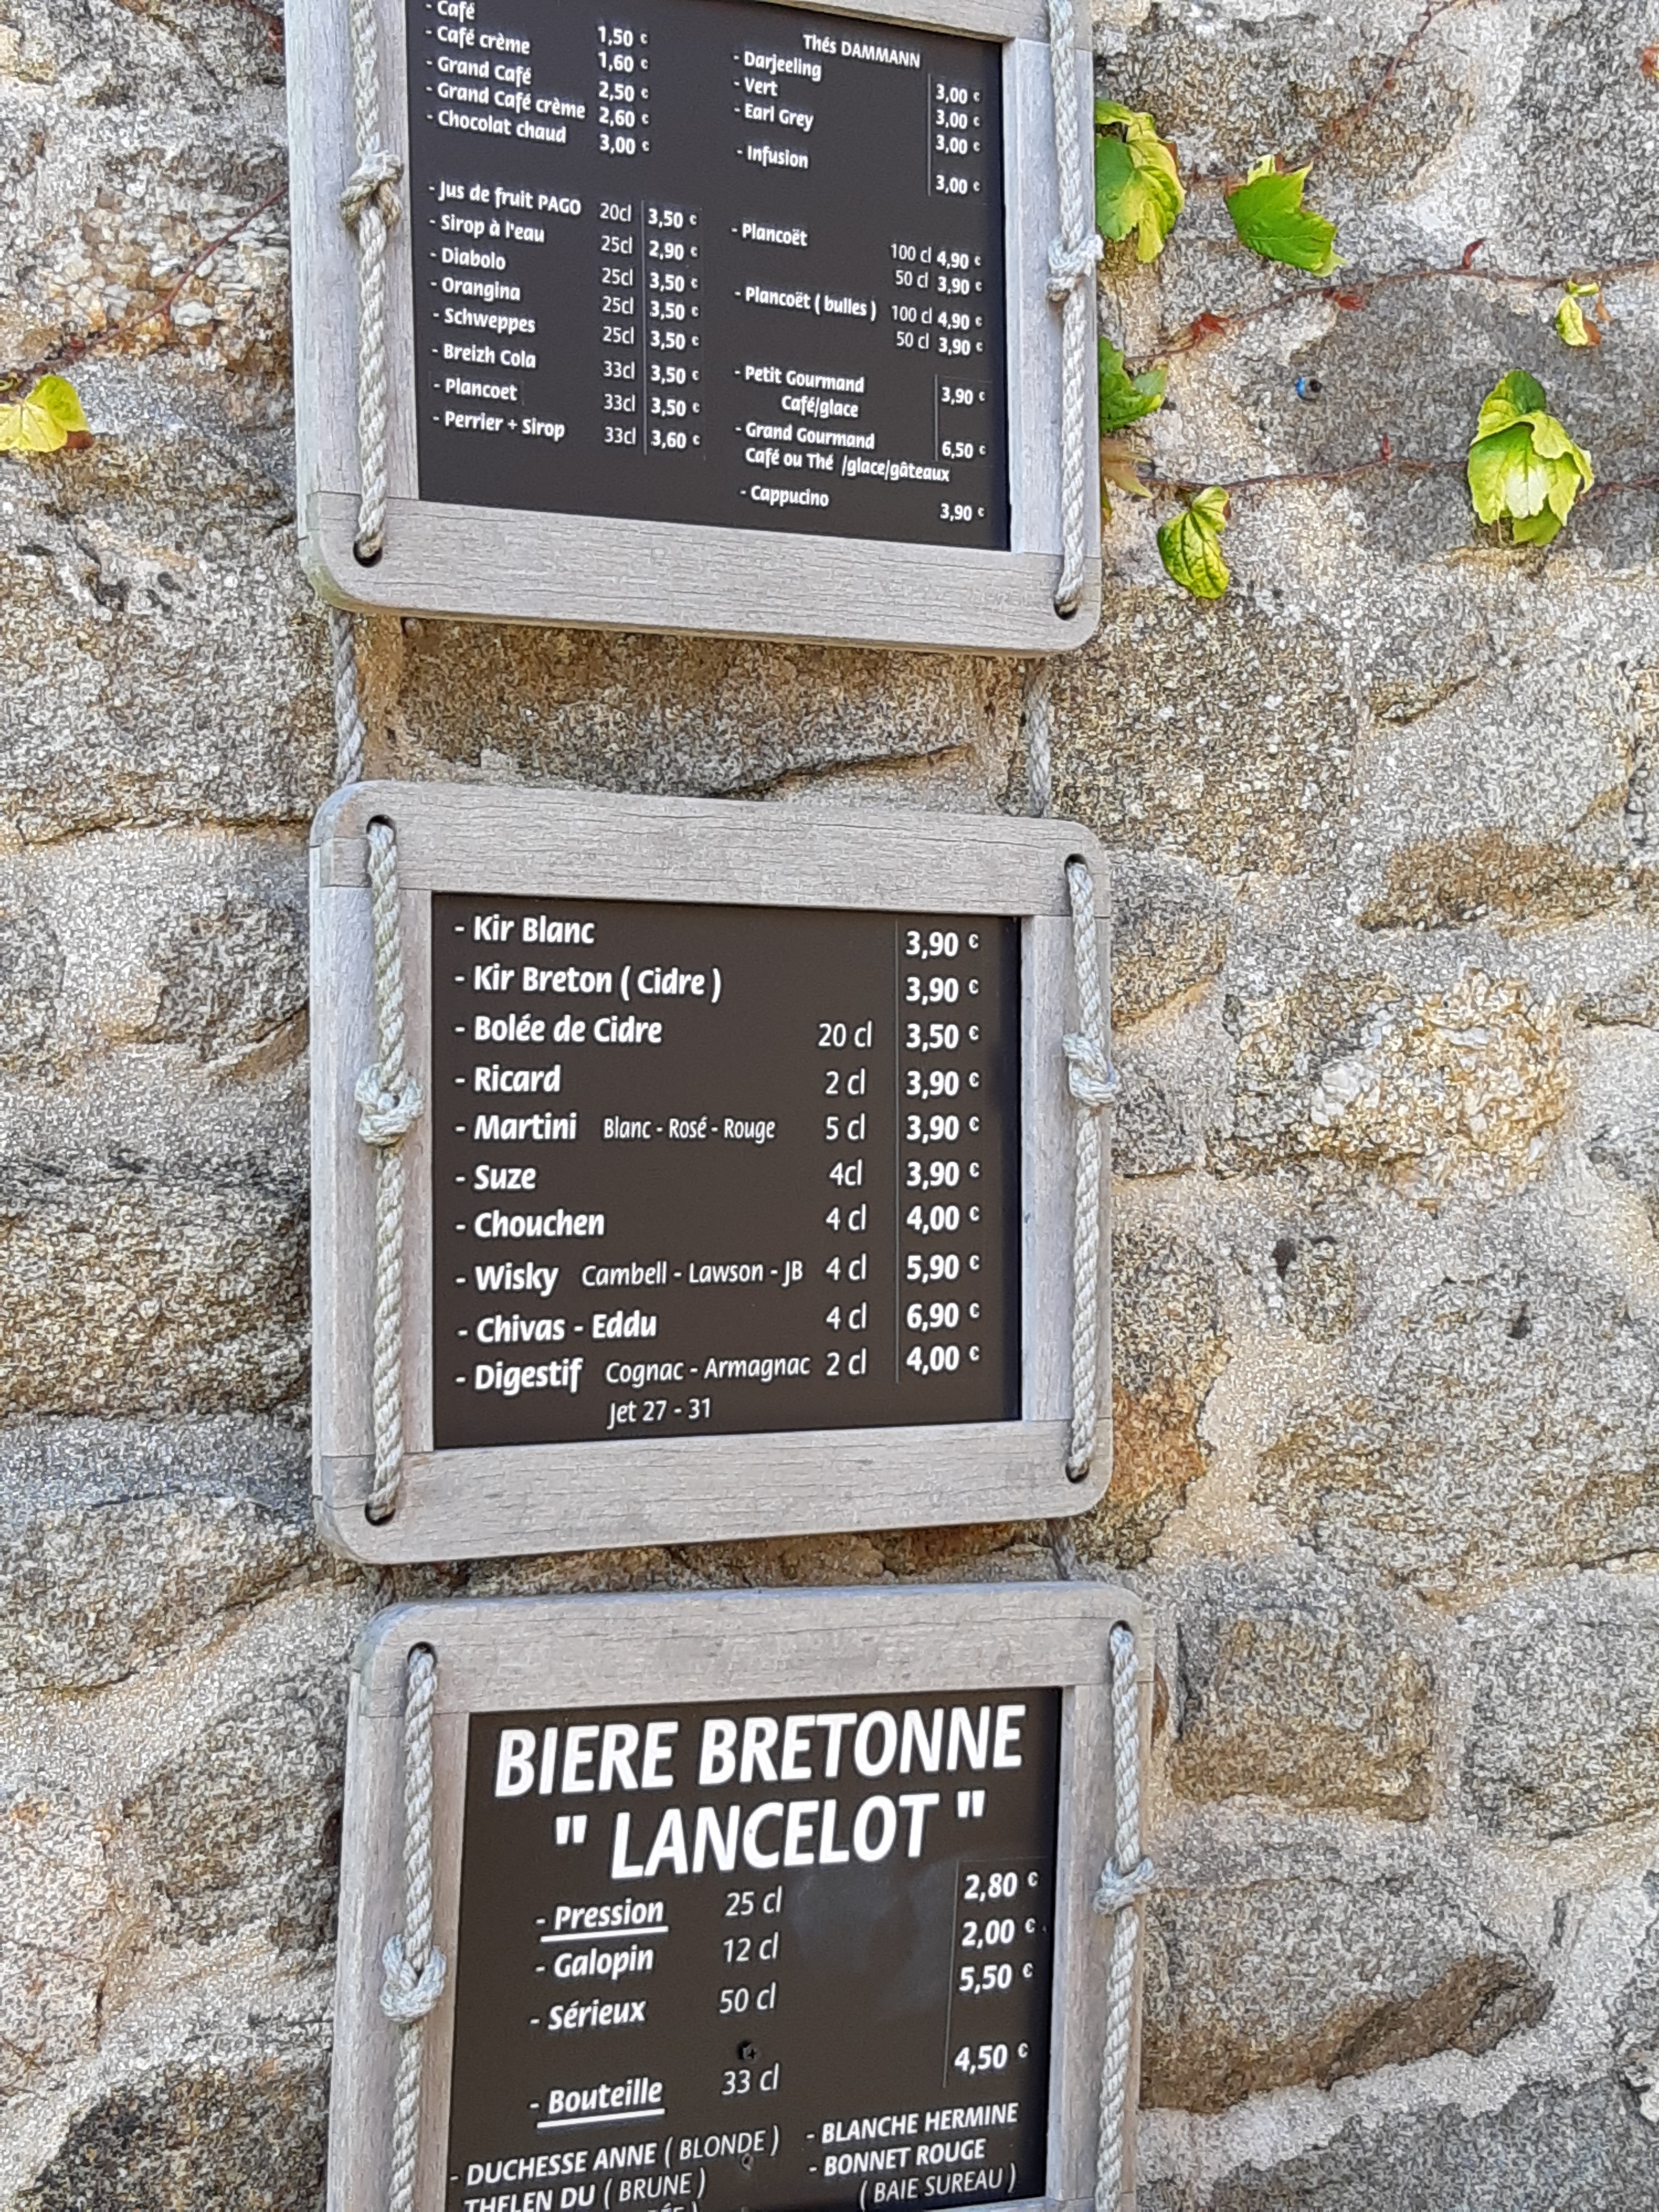 - Café 1,50 €
- Café crème 1,60 €
- Grand Café 2,50 €
- Grand Café crème 2,60 €
- Chocolat chaud 3,00 €
- Jus de fruit PAGO 20cl 3,50 €
- Sirop à l'eau 25cl 2,90 €
- Diabolo 25cl 3,50 €
- Orangina 25cl 3,50 €
- Schweppes 25cl 3,50 €
- Breizh Cola 33cl 3,50 €
- Plancoet 33cl 3,50 €
- Perrier + Sirop 33cl 3,60 €
Thés DAMMANN
- Darjeeling 3,00 €
- Vert 3,00 €
- Earl Grey 3,00 €
- Infusion 3,00 €
- Plancoët 100 cl 4,90 €
50 cl 3,90 €
- Plancoët ( bulles ) 100 cl 4,90 €
50 cl 3,90 €
- Petit Gourmand 3,90 €
Café/glace
- Grand Gourmand 6,50 €
Café ou Thé /glace/gâteaux
- Cappucino 3,90 €
- Kir Blanc 3,90 €
- Kir Breton ( Cidre ) 3,90 €
- Bolée de Cidre 20 cl 3,50 €
- Ricard 2 cl 3,90 €
- Martini Blanc - Rosé - Rouge 5 cl 3,90 €
- Suze 4cl 3,90 €
- Chouchen 4 cl 4,00 €
- Wisky Cambell - Lawson - JB 4 cl 5,90 €
- Chivas - Eddu 4 cl 6,90 €
- Digestif Cognac - Armagnac 2 cl 4,00 €
Jet 27 - 31
BIERE BRETONNE
" LANCELOT "
- Pression 25 cl 2,80 €
- Galopin 12 cl 2,00 €
- Sérieux 50 cl 5,50 €
- Bouteille 33 cl 4,50 €
- DUCHESSE ANNE ( BLONDE )
THELEN DU ( BRUNE )
- BLANCHE HERMINE
- BONNET ROUGE
( BAIE SUREAU )